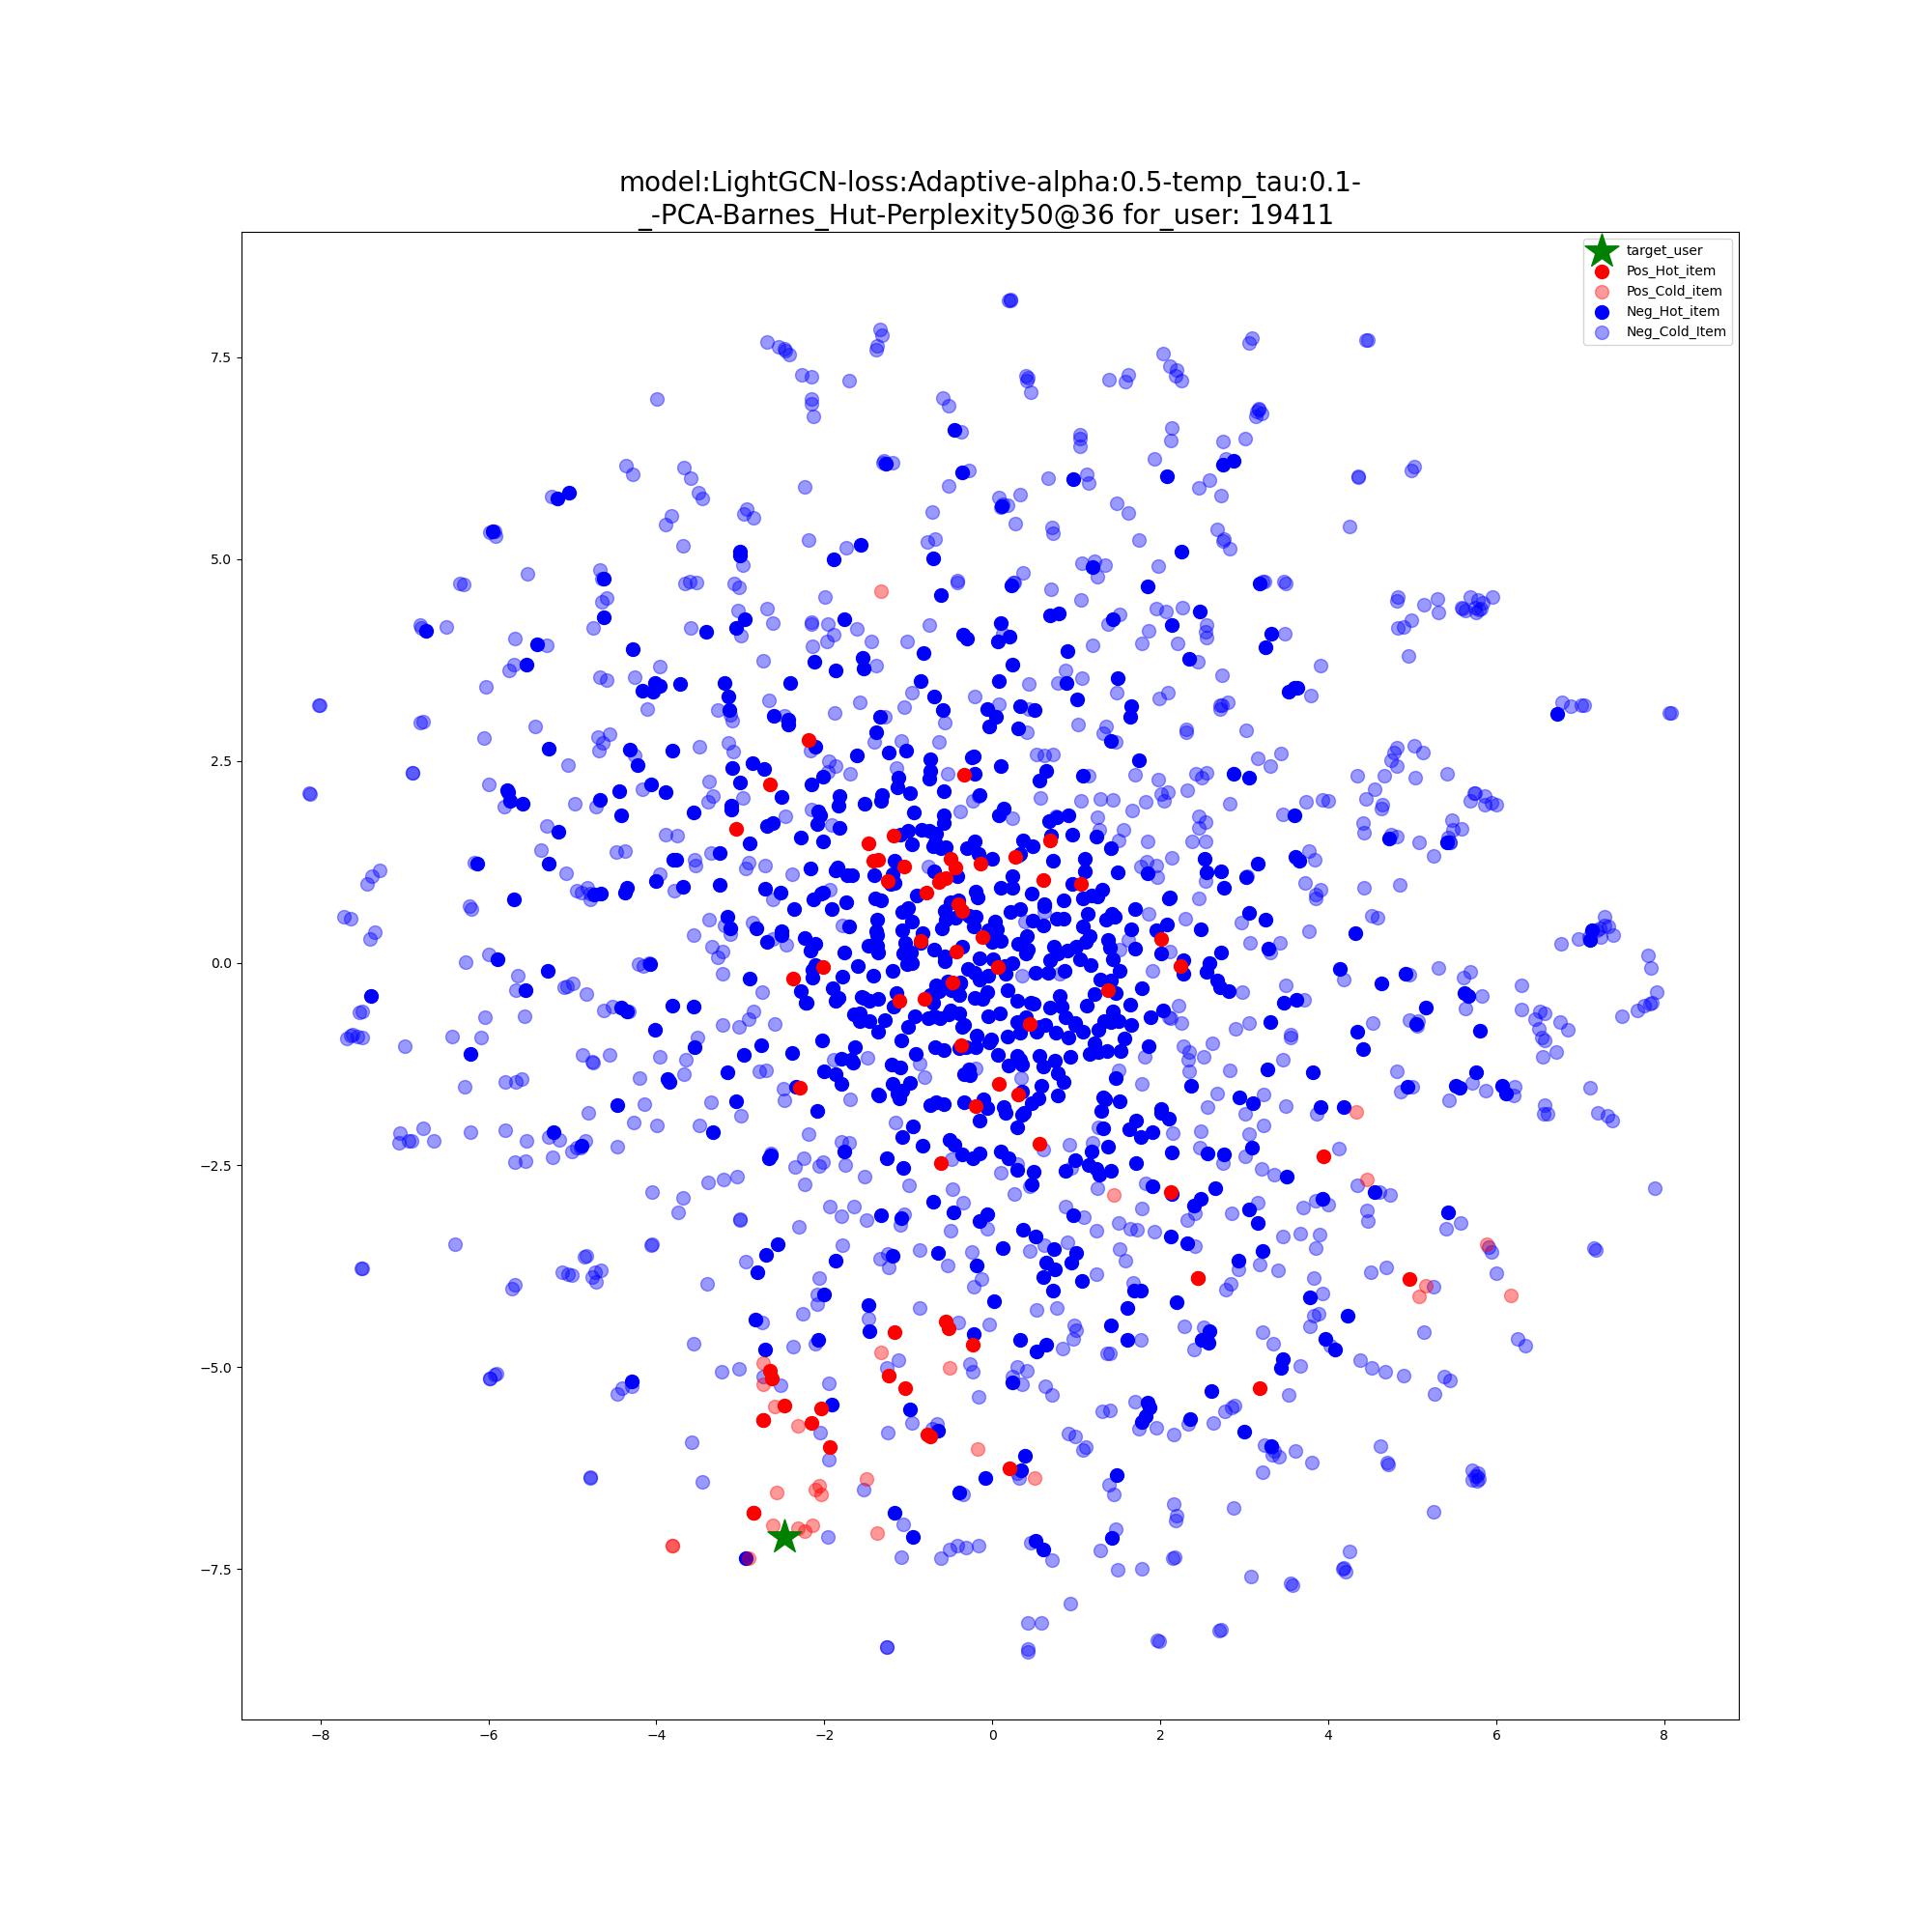 model:LightGCN-loss:Adaptive-alpha:0.5-temp_tau:0.1-
_-PCA-Barnes_Hut-Perplexity50@36 for_user: 19411
target_user
Pos_Hot_item
Pos_Cold_item
Neg_Hot_item
Neg_Cold_Item
7.5
5.0
2.5
0.0
−2.5
−5.0
−7.5
−8
−6
−4
−2
0
2
4
6
8